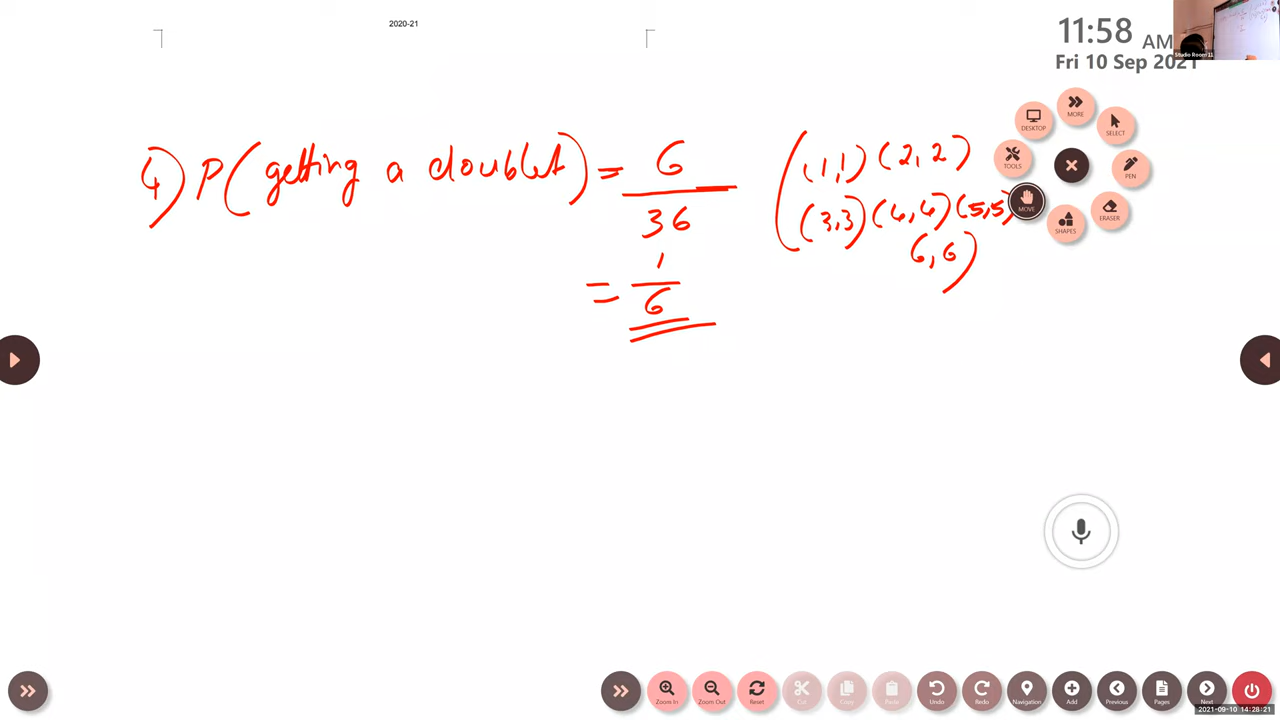 2020-21
11:58 AM
Fri 10 Sep 2021
Studio Room 11
MORE
DESKTOP
SELECT
TOOLS
PEN
MOVE
ERASER
SHAPES
4) P(getting a doublet) = 6/36
= 1/6
((1,1) (2,2)
(3,3) (4,4) (5,5)
6,6)
Zoom In
Zoom Out
Reset
Cut
Copy
Paste
Undo
Redo
Navigation
Add
Previous
Pages
Next
2021-09-10 14:28:21